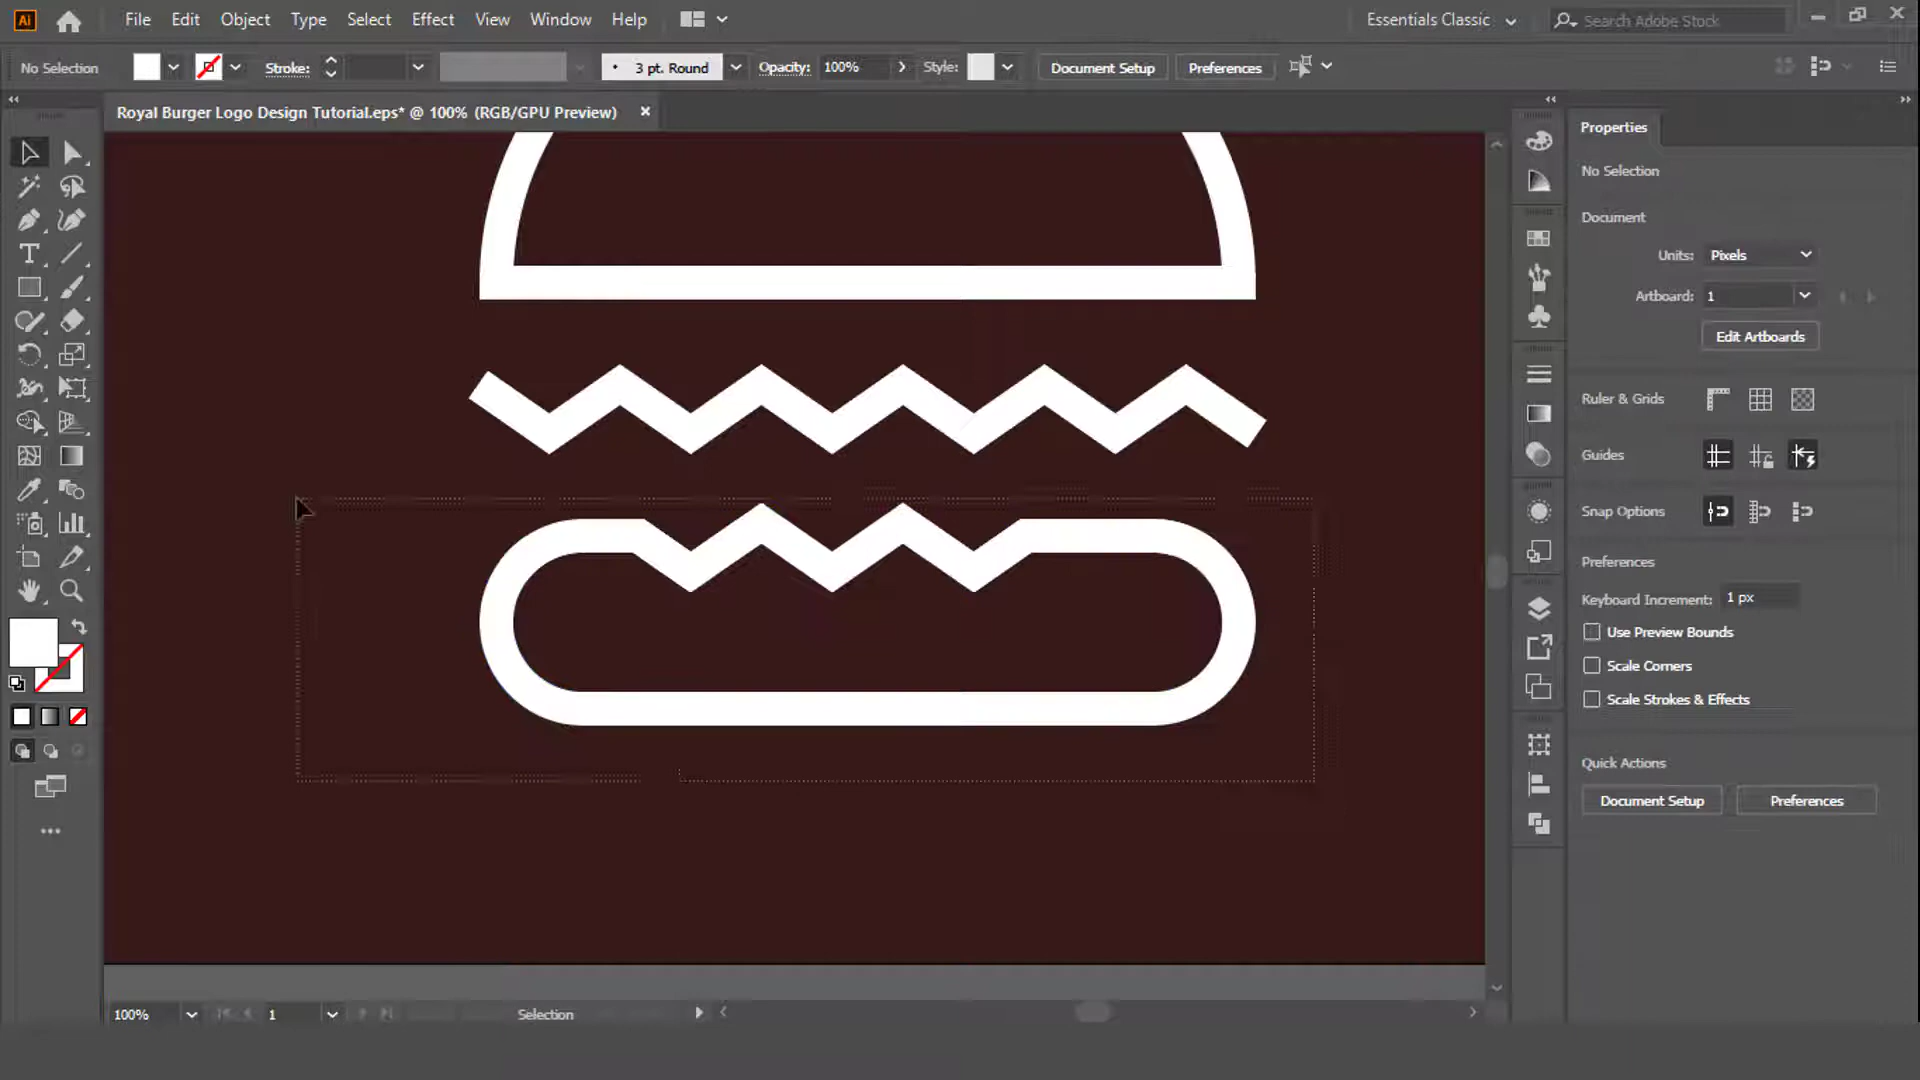 Ai File Edit Object Type Select Effect View Window Help Essentials Classic Search Adobe Stock
No Selection Stroke: 3 pt. Round Opacity: 100% Style: Document Setup Preferences
Royal Burger Logo Design Tutorial.eps* @ 100% (RGB/GPU Preview)
Properties
No Selection
Document
Units: Pixels
Artboard: 1
Edit Artboards
Ruler & Grids
Guides
Snap Options
Preferences
Keyboard Increment: 1 px
Use Preview Bounds
Scale Corners
Scale Strokes & Effects
Quick Actions
Document Setup Preferences
100% 1 Selection